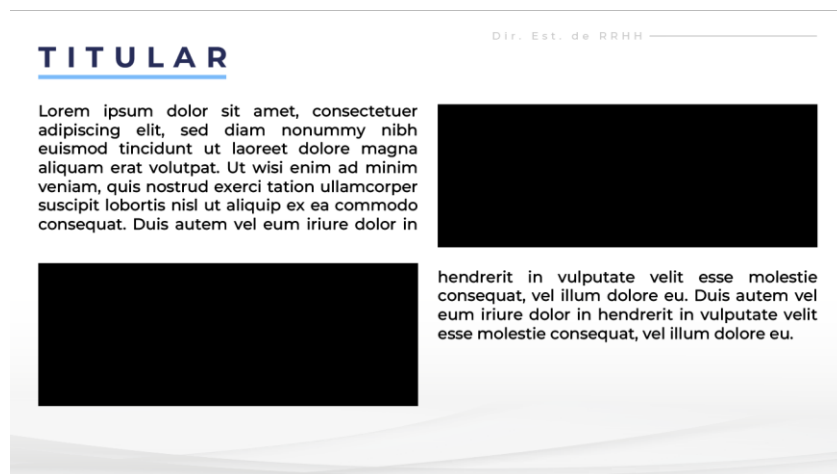 Dir. Est. de RRHH
TITULAR
Lorem ipsum dolor sit amet, consectetuer
adipiscing elit, sed diam nonummy nibh
euismod tincidunt ut laoreet dolore magna
aliquam erat volutpat. Ut wisi enim ad minim
veniam, quis nostrud exerci tation ullamcorper
suscipit lobortis nisl ut aliquip ex ea commodo
consequat. Duis autem vel eum iriure dolor in
hendrerit in vulputate velit esse molestie
consequat, vel illum dolore eu. Duis autem vel
eum iriure dolor in hendrerit in vulputate velit
esse molestie consequat, vel illum dolore eu.